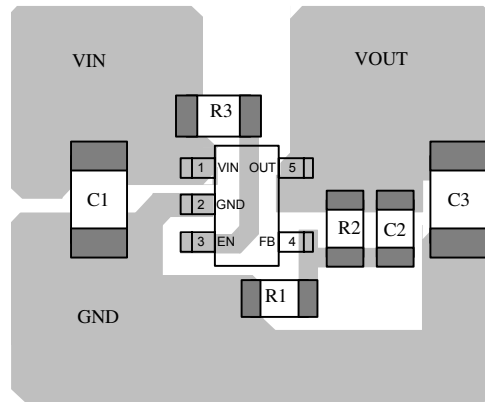 VIN
VOUT
R3
1 VIN OUT 5
C1
2 GND
R2
C2
C3
3 EN FB 4
R1
GND